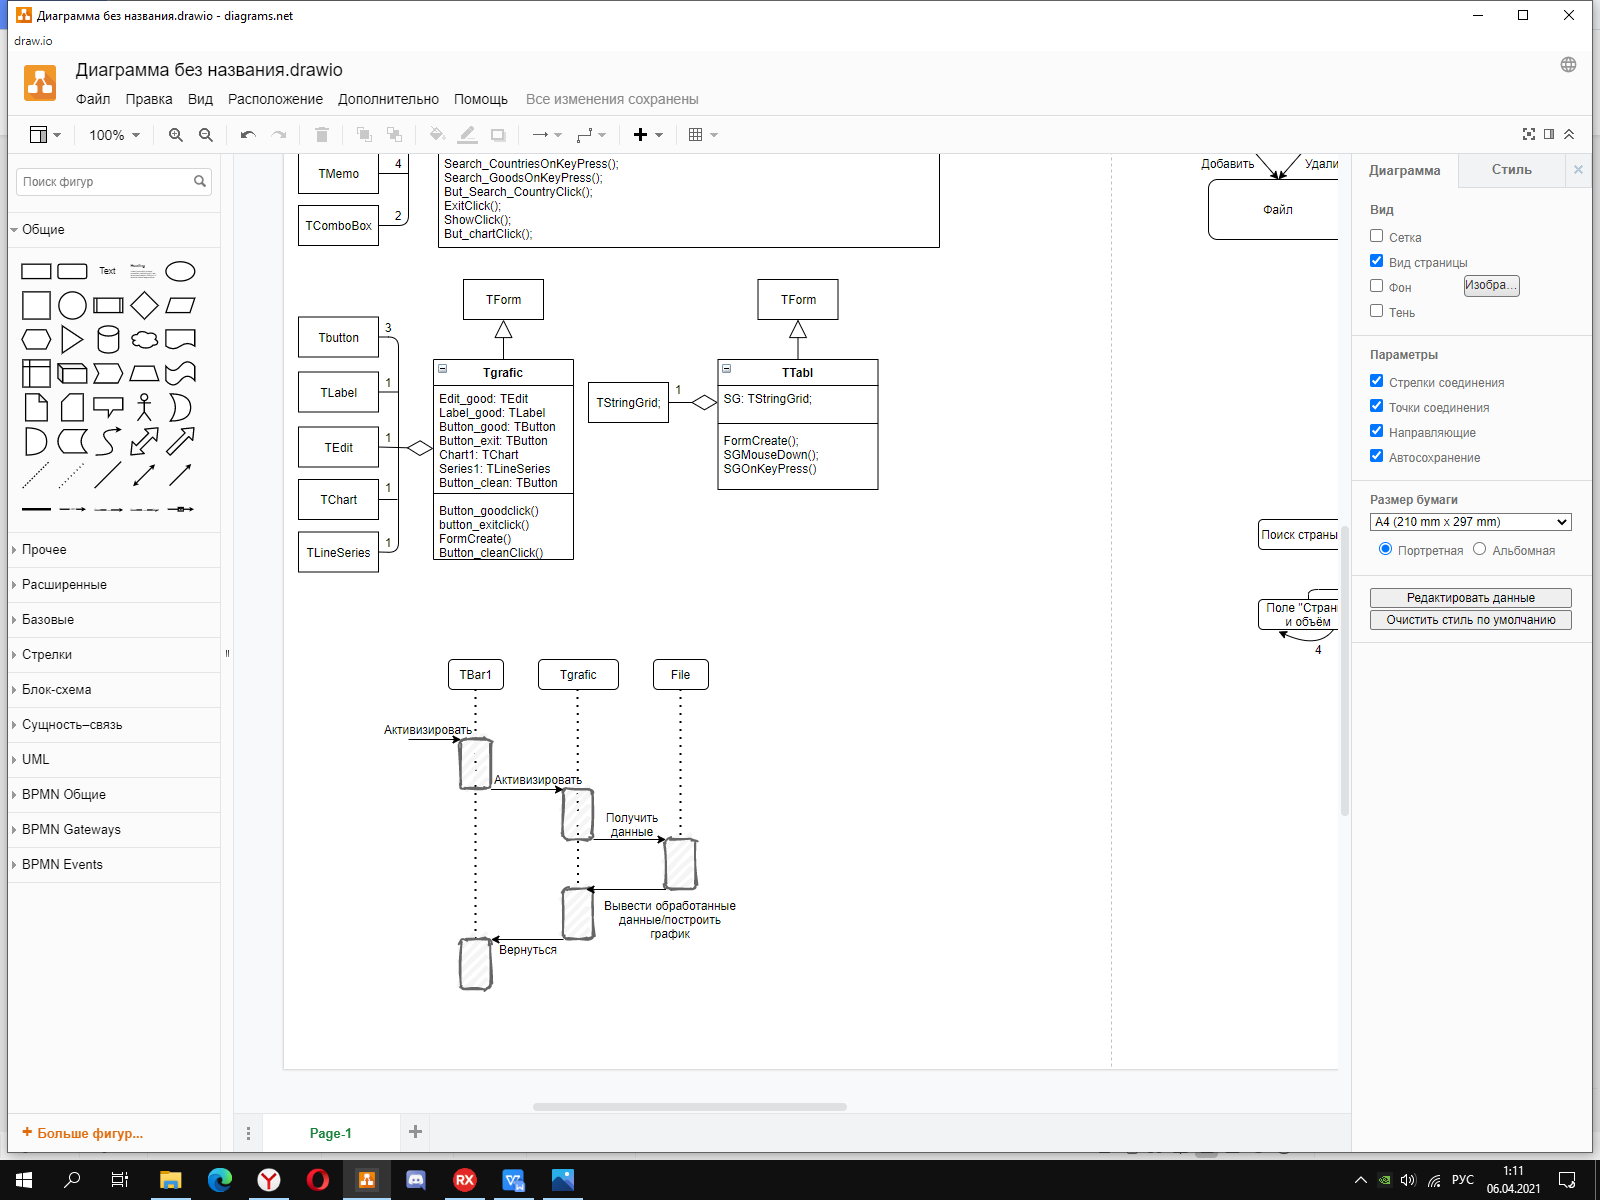 Диаграмма без названия.drawio - diagrams.net
draw.io
Диаграмма без названия.drawio
Файл Правка Вид Расположение Дополнительно Помощь Все изменения сохранены
100%
Поиск фигур
Общие
Text
Heading
Прочее
Расширенные
Базовые
Стрелки
Блок-схема
Сущность–связь
UML
BPMN Общие
BPMN Gateways
BPMN Events
Больше фигур...
TMemo
4
TComboBox
2
Search_CountriesOnKeyPress();
Search_GoodsOnKeyPress();
But_Search_CountryClick();
ExitClick();
ShowClick();
But_chartClick();
Добавить
Удали
Файл
TForm
TForm
Tbutton
3
TLabel
1
TEdit
1
TChart
1
TLineSeries
1
Tgrafic
Edit_good: TEdit
Label_good: TLabel
Button_good: TButton
Button_exit: TButton
Chart1: TChart
Series1: TLineSeries
Button_clean: TButton
Button_goodclick()
button_exitclick()
FormCreate()
Button_cleanClick()
TStringGrid;
1
TTabl
SG: TStringGrid;
FormCreate();
SGMouseDown();
SGOnKeyPress()
Поиск страны
Поле "Стран
и объём
4
TBar1
Tgrafic
File
Активизировать
Активизировать
Получить
данные
Вывести обработанные
данные/построить
график
Вернуться
Диаграмма
Стиль
Вид
Сетка
Вид страницы
Фон
Изобра...
Тень
Параметры
Стрелки соединения
Точки соединения
Направляющие
Автосохранение
Размер бумаги
A4 (210 mm x 297 mm)
Портретная
Альбомная
Редактировать данные
Очистить стиль по умолчанию
Page-1
RX
РУС
1:11
06.04.2021